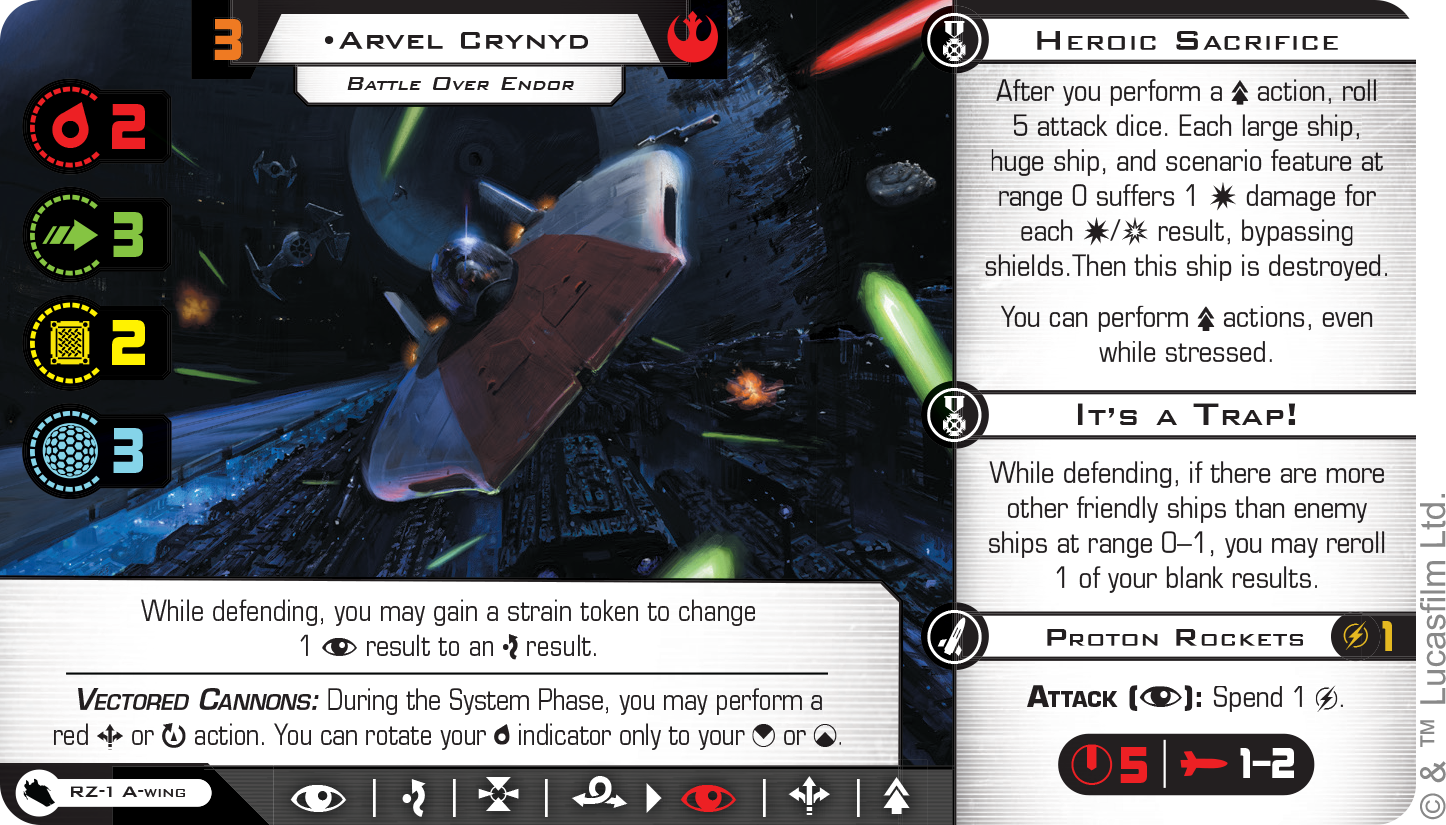 3
•Arvel Crynyd
Battle Over Endor
2
3
2
3
While defending, you may gain a strain token to change
1 result to an result.
Vectored Cannons: During the System Phase, you may perform a
red or action. You can rotate your indicator only to your or .
RZ-1 A-wing
Heroic Sacrifice
After you perform a action, roll
5 attack dice. Each large ship,
huge ship, and scenario feature at
range 0 suffers 1 damage for
each / result, bypassing
shields.Then this ship is destroyed.
You can perform actions, even
while stressed.
It's a Trap!
While defending, if there are more
other friendly ships than enemy
ships at range 0–1, you may reroll
1 of your blank results.
Proton Rockets 1
Attack ( ): Spend 1 .
5 1–2
© & ™ Lucasfilm Ltd.